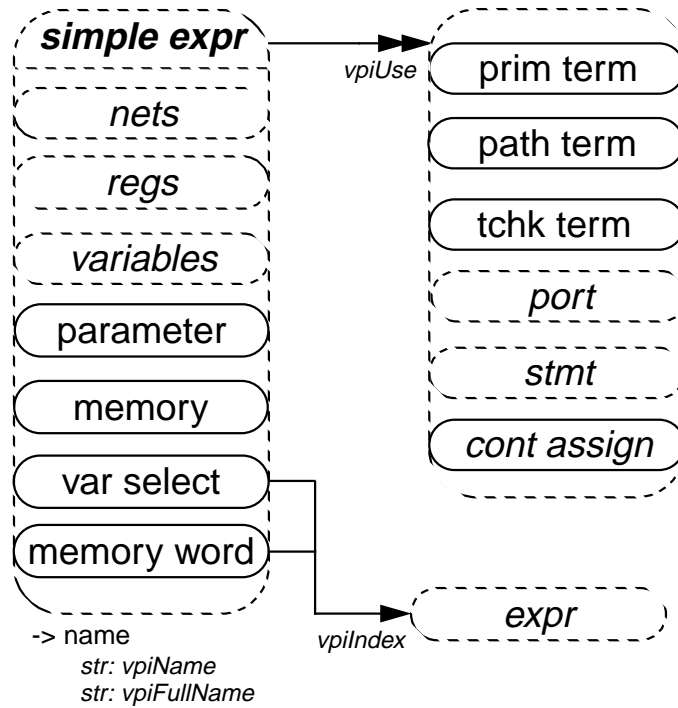 simple expr
nets
regs
variables
parameter
memory
var select
memory word
-> name
str: vpiName
str: vpiFullName
vpiUse
prim term
path term
tchk term
port
stmt
cont assign
vpiIndex
expr